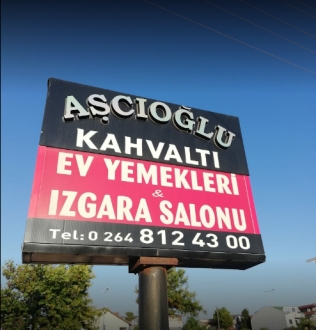 AŞCIOĞLU
KAHVALTI
EV YEMEKLERİ
&
IZGARA SALONU
Tel: 0 264 812 43 00